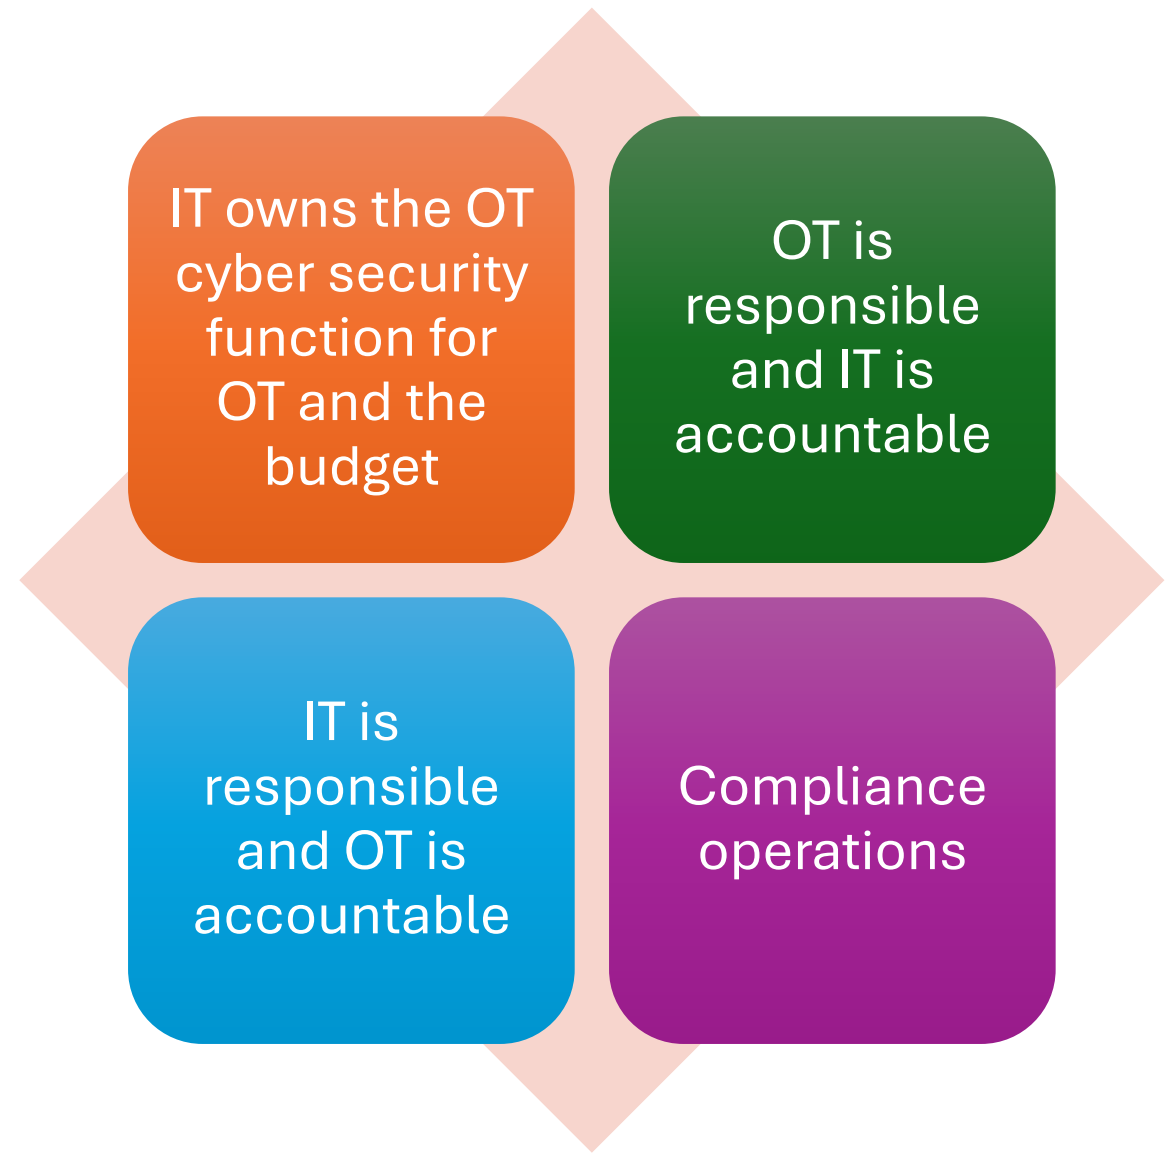 IT owns the OT
cyber security
function for
OT and the
budget
OT is
responsible
and IT is
accountable
IT is
responsible
and OT is
accountable
Compliance
operations